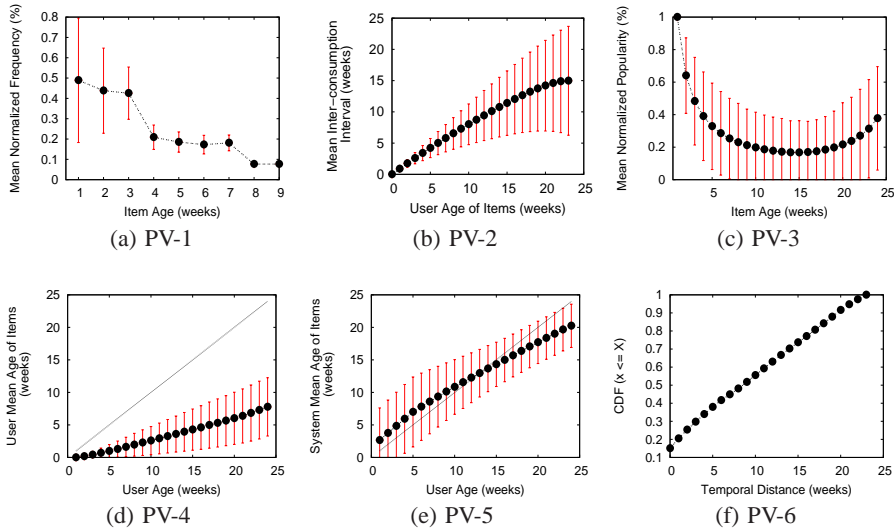 Mean Normalized Frequency (%)
0.8
0.7
0.6
0.5
0.4
0.3
0.2
0.1
0
1 2 3 4 5 6 7 8 9
Item Age (weeks)
(a) PV-1
Mean Inter-consumption
Interval (weeks)
25
20
15
10
5
0
0 5 10 15 20 25
User Age of Items (weeks)
(b) PV-2
Mean Normalized Popularity (%)
1
0.8
0.6
0.4
0.2
0
5 10 15 20 25
Item Age (weeks)
(c) PV-3
User Mean Age of Items
(weeks)
25
20
15
10
5
0
0 5 10 15 20 25
User Age (weeks)
(d) PV-4
System Mean Age of Items
(weeks)
25
20
15
10
5
0
0 5 10 15 20 25
User Age (weeks)
(e) PV-5
CDF (x <= X)
1
0.9
0.8
0.7
0.6
0.5
0.4
0.3
0.2
0.1
0 5 10 15 20 25
Temporal Distance (weeks)
(f) PV-6